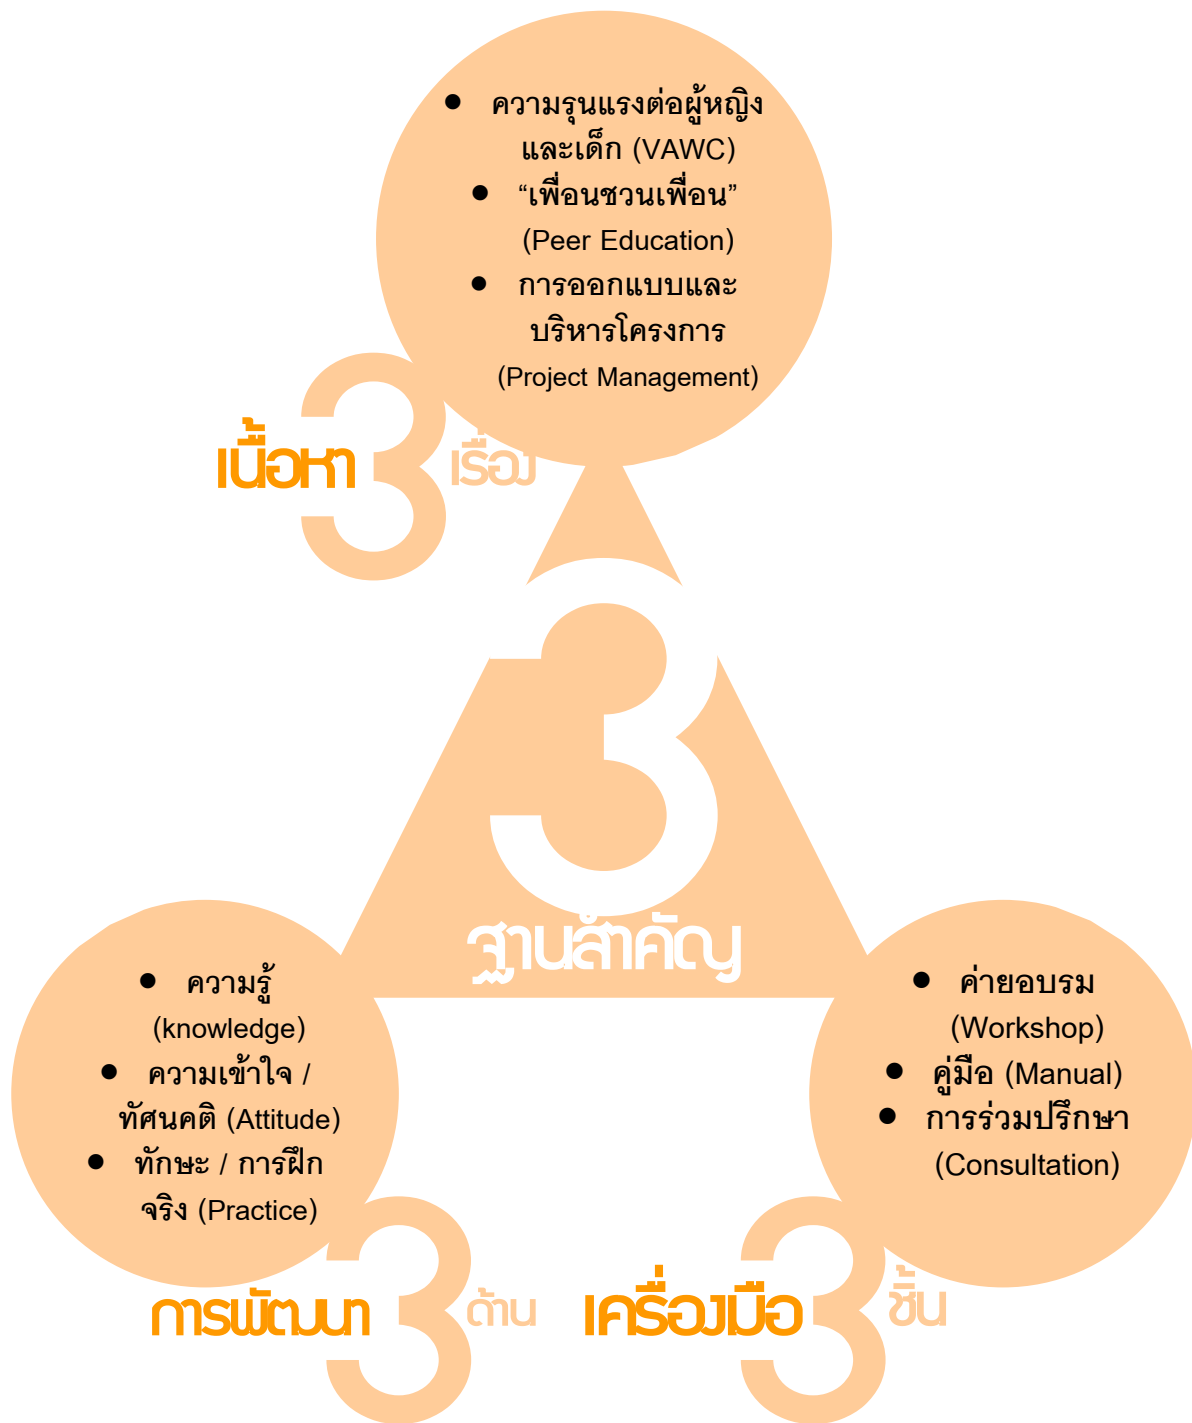 ● ความรุนแรงต่อผู้หญิง
และเด็ก (VAWC)
● “เพื่อนชวนเพื่อน”
(Peer Education)
● การออกแบบและ
บริหารโครงการ
(Project Management)
เนื้อหา 3 เรื่อง
3
ฐานสำคัญ
● ความรู้
(knowledge)
● ความเข้าใจ /
ทัศนคติ (Attitude)
● ทักษะ / การฝึก
จริง (Practice)
การพัฒนา 3 ด้าน
● ค่ายอบรม
(Workshop)
● คู่มือ (Manual)
● การร่วมปรึกษา
(Consultation)
เครื่องมือ 3 ชิ้น